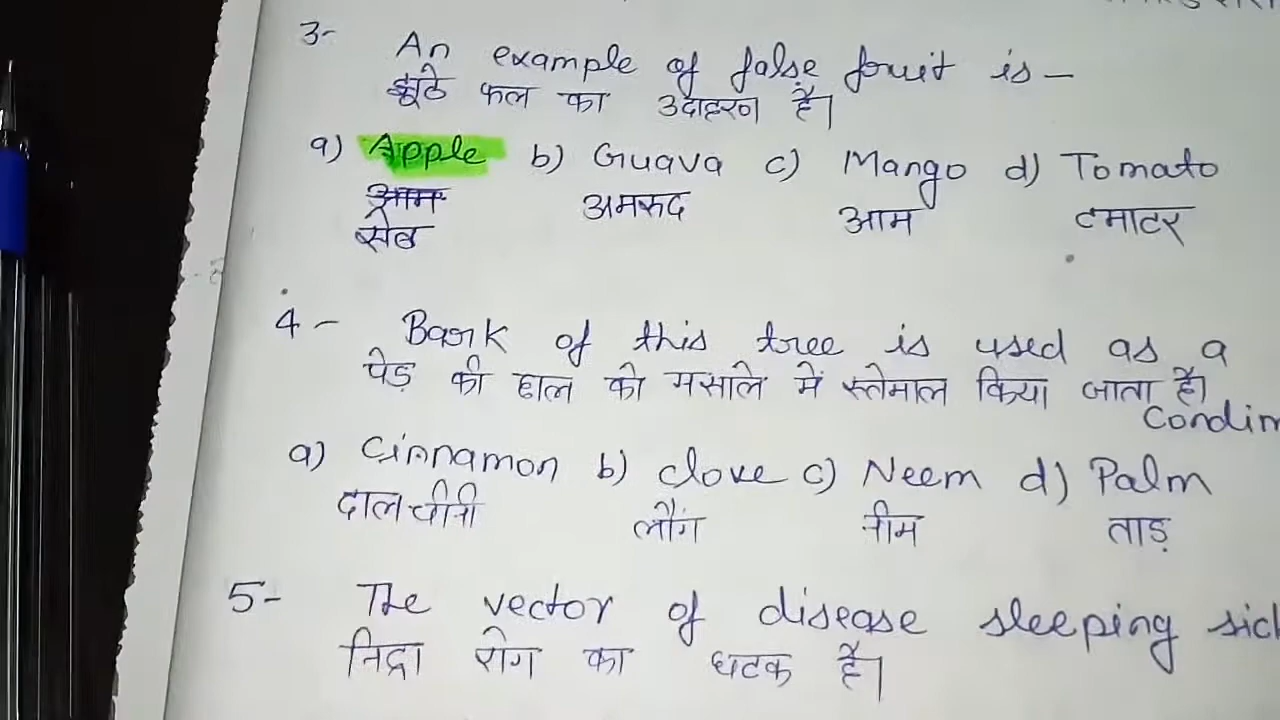 3- An example of false fruit is —
झूठे फल का उदाहरन है।
a) Apple b) Guava c) Mango d) Tomato
आम
सेब अमरूद आम टमाटर
4- Bark of this tree is used as a
पेड़ की छाल को मसाले में स्तेमाल किया जाता है।
Condim
a) Cinnamon b) clove c) Neem d) Palm
दालचीनी लौंग नीम ताड़
5- The vector of disease sleeping sick
निद्रा रोग का घटक है।